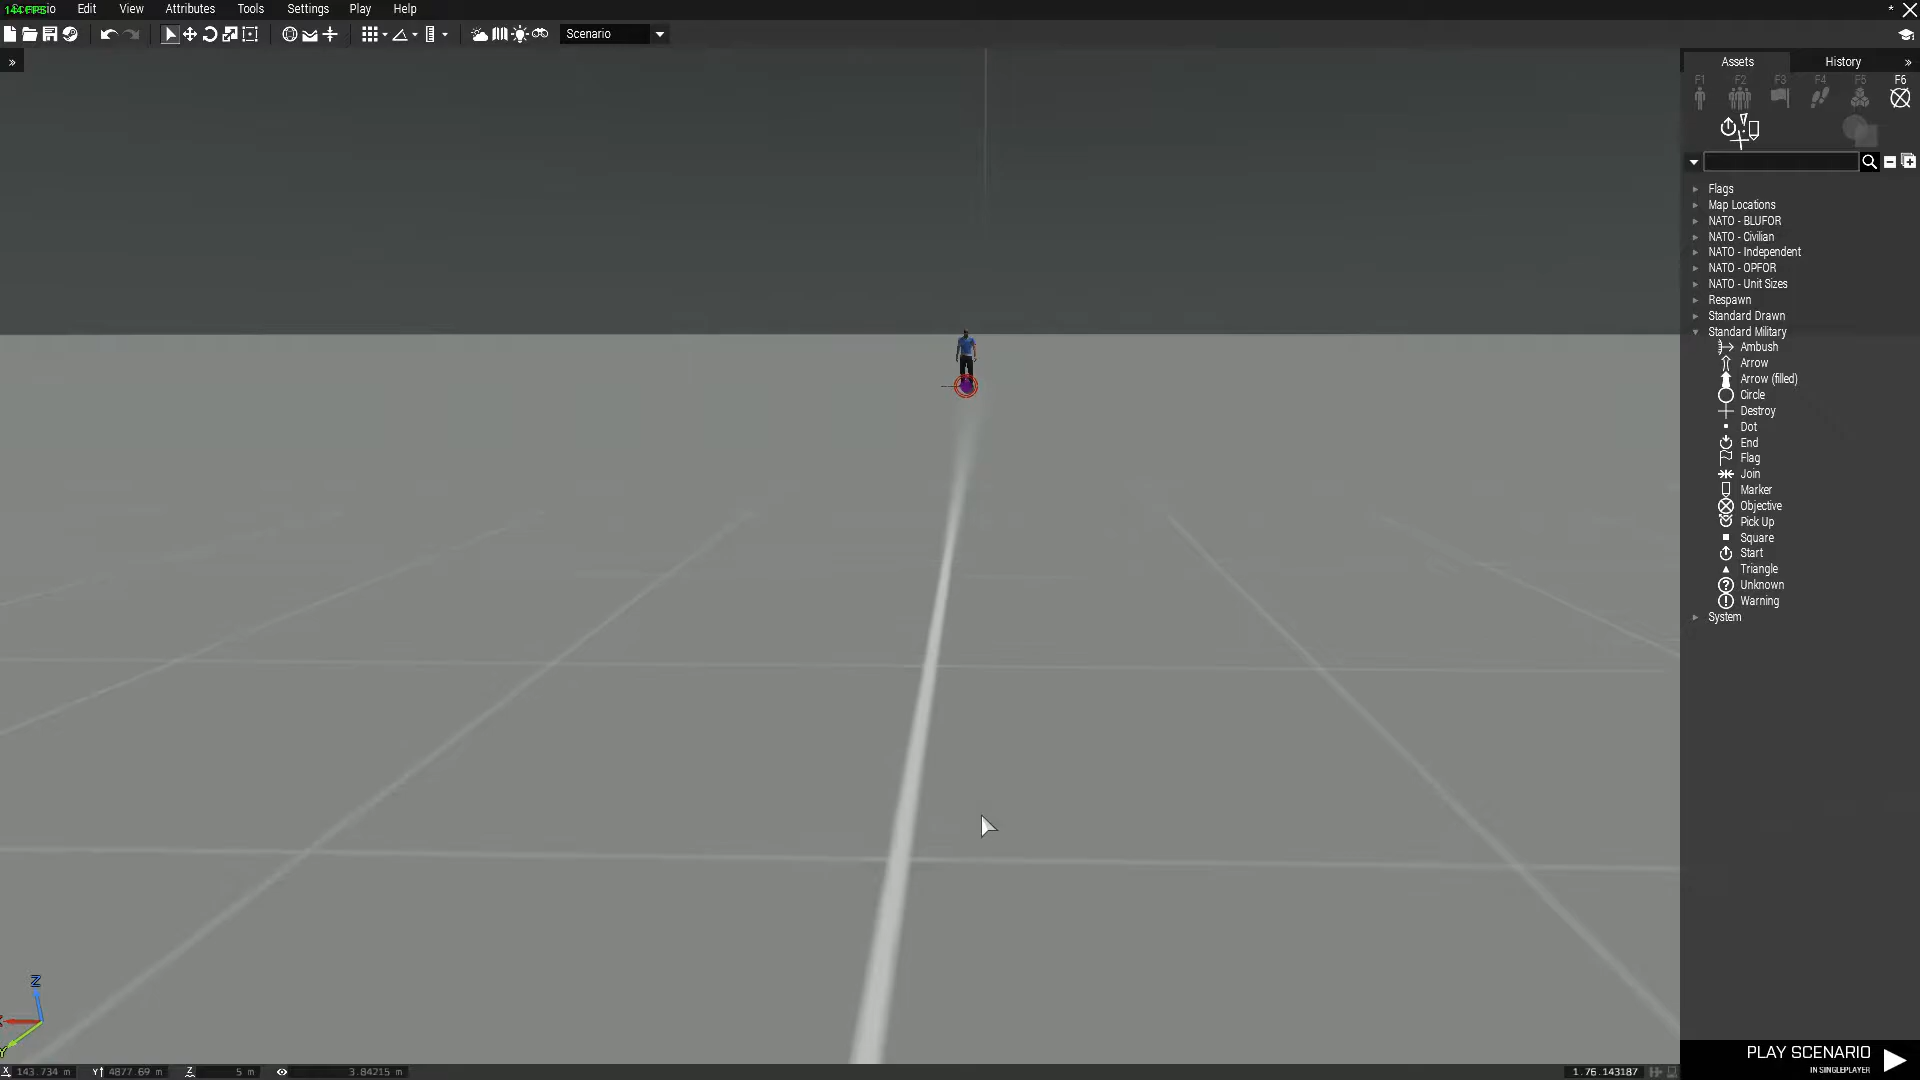 144 FPS
Edit View Attributes Tools Settings Play Help
*
Scenario
»
Assets History »
F1 F2 F3 F4 F5 F6
Flags
Map Locations
NATO - BLUFOR
NATO - Civilian
NATO - Independent
NATO - OPFOR
NATO - Unit Sizes
Respawn
Standard Drawn
Standard Military
Ambush
Arrow
Arrow (filled)
Circle
Destroy
Dot
End
Flag
Join
Marker
Objective
Pick Up
Square
Start
Triangle
Unknown
Warning
System
Z
Y
PLAY SCENARIO
IN SINGLEPLAYER
X 143.734 m Y 4877.69 m Z 5 m 3.84215 m 1.76.143187